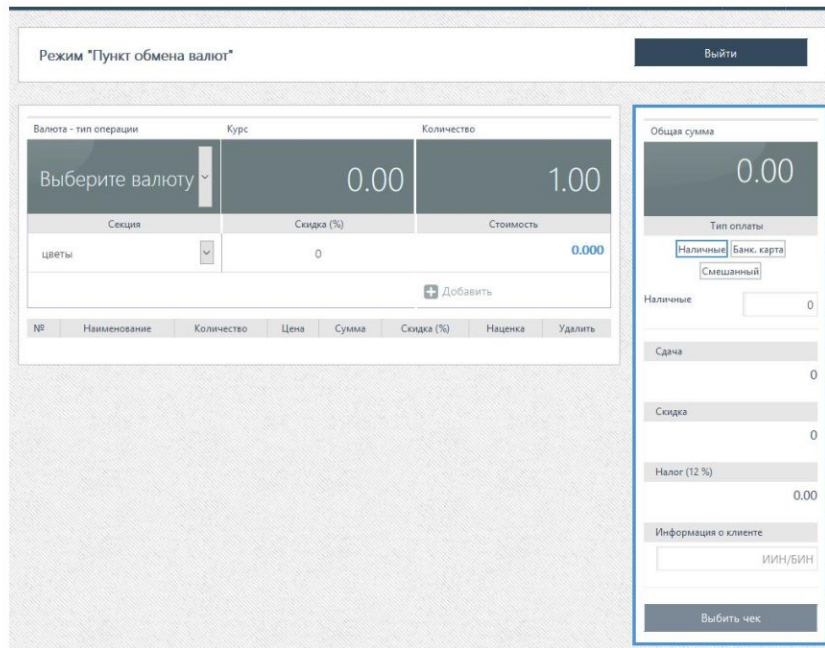 Режим "Пункт обмена валют"
Выйти
Валюта - тип операции Курс Количество
Выберите валюту 0.00 1.00
Секция Скидка (%) Стоимость
цветы 0 0.000
Добавить
№ Наименование Количество Цена Сумма Скидка (%) Наценка Удалить
Общая сумма
0.00
Тип оплаты
Наличные Банк. карта
Смешанный
Наличные 0
Сдача
0
Скидка
0
Налог (12 %)
0.00
Информация о клиенте
ИИН/БИН
Выбить чек